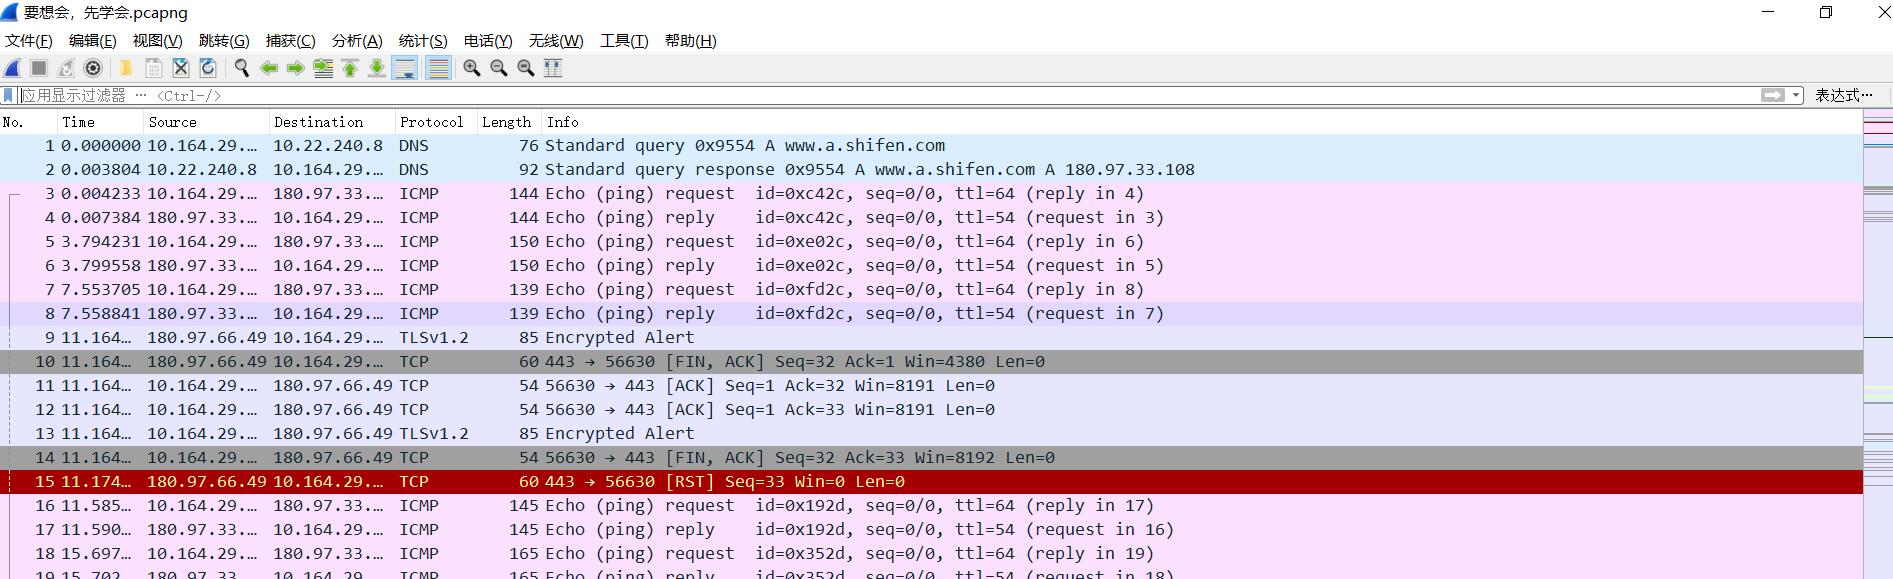 要想会，先学会.pcapng
文件(F) 编辑(E) 视图(V) 跳转(G) 捕获(C) 分析(A) 统计(S) 电话(Y) 无线(W) 工具(T) 帮助(H)
应用显示过滤器 … <Ctrl-/> 表达式…
No. Time Source Destination Protocol Length Info
1 0.000000 10.164.29.… 10.22.240.8 DNS 76 Standard query 0x9554 A www.a.shifen.com
2 0.003804 10.22.240.8 10.164.29.… DNS 92 Standard query response 0x9554 A www.a.shifen.com A 180.97.33.108
3 0.004233 10.164.29.… 180.97.33.… ICMP 144 Echo (ping) request id=0xc42c, seq=0/0, ttl=64 (reply in 4)
4 0.007384 180.97.33.… 10.164.29.… ICMP 144 Echo (ping) reply id=0xc42c, seq=0/0, ttl=54 (request in 3)
5 3.794231 10.164.29.… 180.97.33.… ICMP 150 Echo (ping) request id=0xe02c, seq=0/0, ttl=64 (reply in 6)
6 3.799558 180.97.33.… 10.164.29.… ICMP 150 Echo (ping) reply id=0xe02c, seq=0/0, ttl=54 (request in 5)
7 7.553705 10.164.29.… 180.97.33.… ICMP 139 Echo (ping) request id=0xfd2c, seq=0/0, ttl=64 (reply in 8)
8 7.558841 180.97.33.… 10.164.29.… ICMP 139 Echo (ping) reply id=0xfd2c, seq=0/0, ttl=54 (request in 7)
9 11.164… 180.97.66.49 10.164.29.… TLSv1.2 85 Encrypted Alert
10 11.164… 180.97.66.49 10.164.29.… TCP 60 443 → 56630 [FIN, ACK] Seq=32 Ack=1 Win=4380 Len=0
11 11.164… 10.164.29.… 180.97.66.49 TCP 54 56630 → 443 [ACK] Seq=1 Ack=32 Win=8191 Len=0
12 11.164… 10.164.29.… 180.97.66.49 TCP 54 56630 → 443 [ACK] Seq=1 Ack=33 Win=8191 Len=0
13 11.164… 10.164.29.… 180.97.66.49 TLSv1.2 85 Encrypted Alert
14 11.164… 10.164.29.… 180.97.66.49 TCP 54 56630 → 443 [FIN, ACK] Seq=32 Ack=33 Win=8192 Len=0
15 11.174… 180.97.66.49 10.164.29.… TCP 60 443 → 56630 [RST] Seq=33 Win=0 Len=0
16 11.585… 10.164.29.… 180.97.33.… ICMP 145 Echo (ping) request id=0x192d, seq=0/0, ttl=64 (reply in 17)
17 11.590… 180.97.33.… 10.164.29.… ICMP 145 Echo (ping) reply id=0x192d, seq=0/0, ttl=54 (request in 16)
18 15.697… 10.164.29.… 180.97.33.… ICMP 165 Echo (ping) request id=0x352d, seq=0/0, ttl=64 (reply in 19)
19 15.702… 180.97.33.… 10.164.29.… ICMP 165 Echo (ping) reply id=0x352d, seq=0/0, ttl=54 (request in 18)